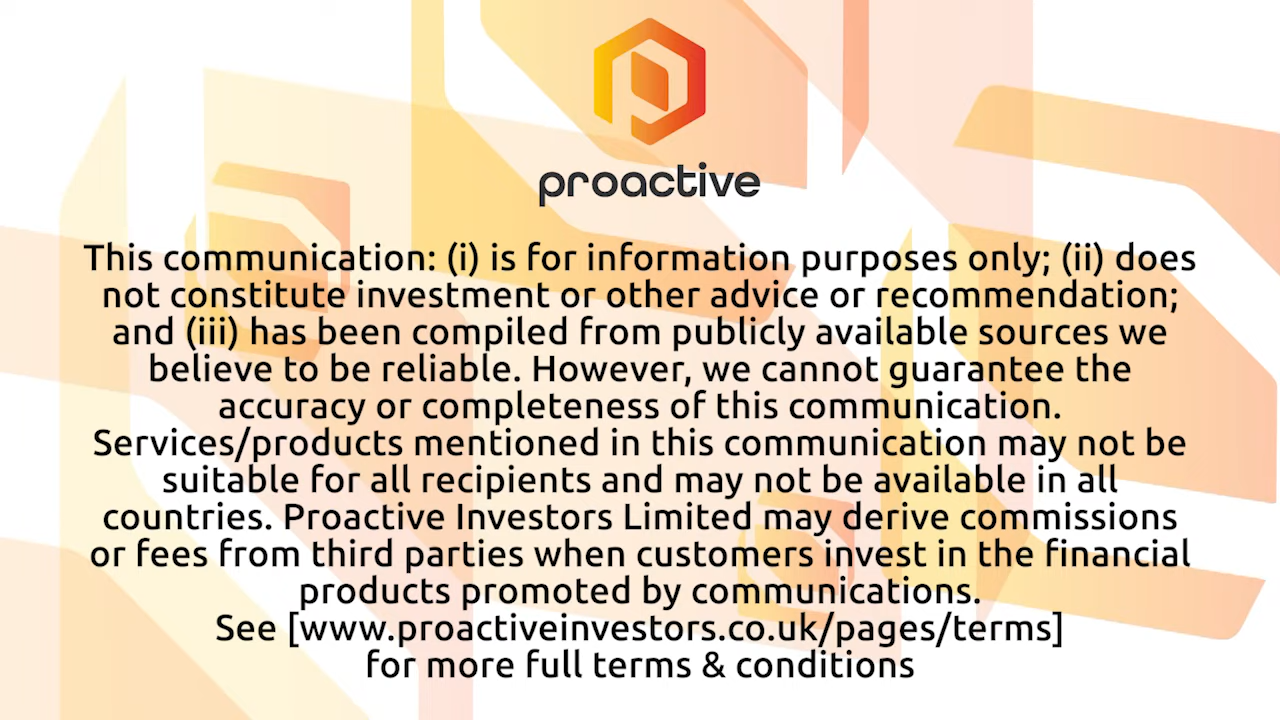 proactive
This communication: (i) is for information purposes only; (ii) does
not constitute investment or other advice or recommendation;
and (iii) has been compiled from publicly available sources we
believe to be reliable. However, we cannot guarantee the
accuracy or completeness of this communication.
Services/products mentioned in this communication may not be
suitable for all recipients and may not be available in all
countries. Proactive Investors Limited may derive commissions
or fees from third parties when customers invest in the financial
products promoted by communications.
See [www.proactiveinvestors.co.uk/pages/terms]
for more full terms & conditions